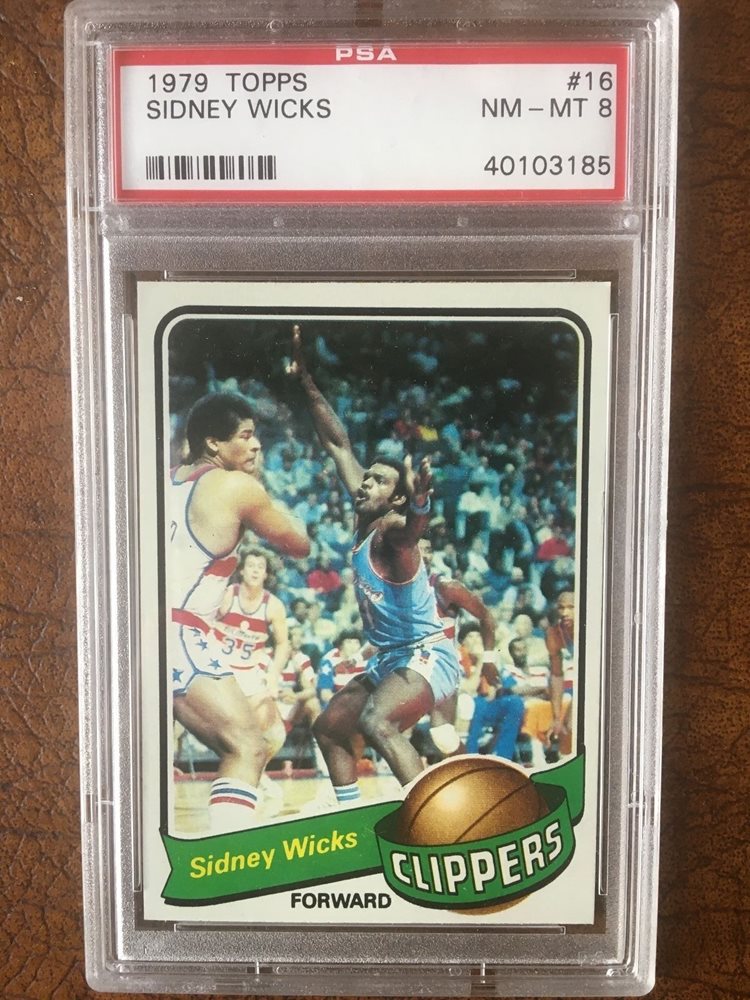 PSA
1979 TOPPS #16
SIDNEY WICKS NM – MT 8
40103185
35
Sidney Wicks
CLIPPERS
FORWARD